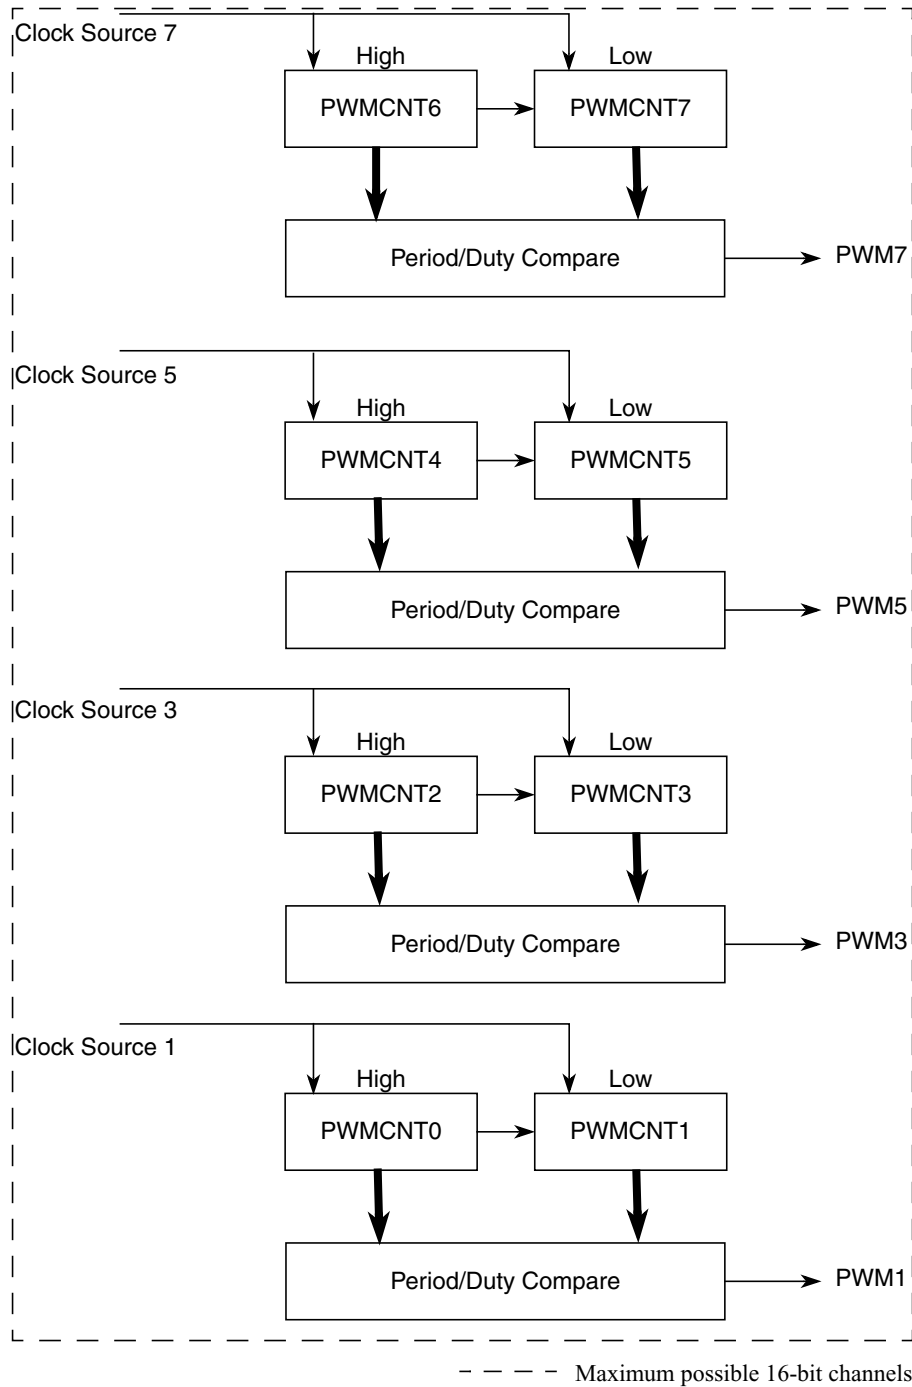 Clock Source 7
High
Low
PWMCNT6
PWMCNT7
Period/Duty Compare
PWM7
Clock Source 5
High
Low
PWMCNT4
PWMCNT5
Period/Duty Compare
PWM5
Clock Source 3
High
Low
PWMCNT2
PWMCNT3
Period/Duty Compare
PWM3
Clock Source 1
High
Low
PWMCNT0
PWMCNT1
Period/Duty Compare
PWM1
Maximum possible 16-bit channels